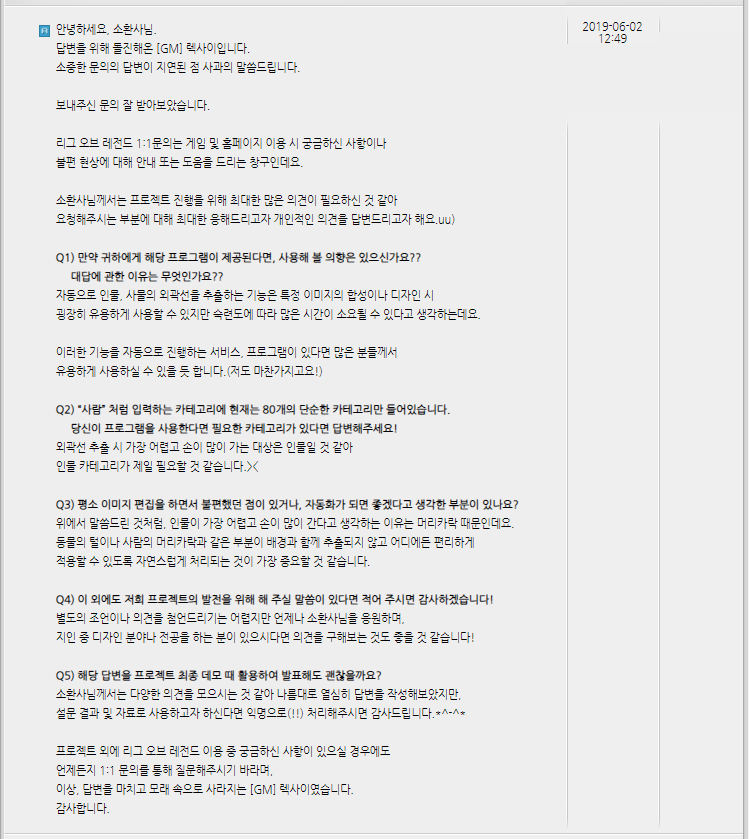 안녕하세요, 소환사님.
답변을 위해 돌진해온 [GM] 렉사이입니다.
소중한 문의의 답변이 지연된 점 사과의 말씀드립니다.
보내주신 문의 잘 받아보았습니다.
리그 오브 레전드 1:1문의는 게임 및 홈페이지 이용 시 궁금하신 사항이나
불편 현상에 대해 안내 또는 도움을 드리는 창구인데요.
소환사님께서는 프로젝트 진행을 위해 최대한 많은 의견이 필요하신 것 같아
요청해주시는 부분에 대해 최대한 응해드리고자 개인적인 의견을 답변드리고자 해요.uu)
Q1) 만약 귀하에게 해당 프로그램이 제공된다면, 사용해 볼 의향은 있으신가요??
대답에 관한 이유는 무엇인가요??
자동으로 인물, 사물의 외곽선을 추출하는 기능은 특정 이미지의 합성이나 디자인 시
굉장히 유용하게 사용할 수 있지만 숙련도에 따라 많은 시간이 소요될 수 있다고 생각하는데요.
이러한 기능을 자동으로 진행하는 서비스, 프로그램이 있다면 많은 분들께서
유용하게 사용하실 수 있을 듯 합니다.(저도 마찬가지고요!)
Q2) "사람" 처럼 입력하는 카테고리에 현재는 80개의 단순한 카테고리만 들어있습니다.
당신이 프로그램을 사용한다면 필요한 카테고리가 있다면 답변해주세요!
외곽선 추출 시 가장 어렵고 손이 많이 가는 대상은 인물일 것 같아
인물 카테고리가 제일 필요할 것 같습니다.><
Q3) 평소 이미지 편집을 하면서 불편했던 점이 있거나, 자동화가 되면 좋겠다고 생각한 부분이 있나요?
위에서 말씀드린 것처럼, 인물이 가장 어렵고 손이 많이 간다고 생각하는 이유는 머리카락 때문인데요.
동물의 털이나 사람의 머리카락과 같은 부분이 배경과 함께 추출되지 않고 어디에든 편리하게
적용할 수 있도록 자연스럽게 처리되는 것이 가장 중요할 것 같습니다.
Q4) 이 외에도 저희 프로젝트의 발전을 위해 해 주실 말씀이 있다면 적어 주시면 감사하겠습니다!
별도의 조언이나 의견을 첨언드리기는 어렵지만 언제나 소환사님을 응원하며,
지인 중 디자인 분야나 전공을 하는 분이 있으시다면 의견을 구해보는 것도 좋을 것 같습니다!
Q5) 해당 답변을 프로젝트 최종 데모 때 활용하여 발표해도 괜찮을까요?
소환사님께서는 다양한 의견을 모으시는 것 같아 나름대로 열심히 답변을 작성해보았지만,
설문 결과 및 자료로 사용하고자 하신다면 익명으로(!!) 처리해주시면 감사드립니다.*^-^*
프로젝트 외에 리그 오브 레전드 이용 중 궁금하신 사항이 있으실 경우에도
언제든지 1:1 문의를 통해 질문해주시기 바라며,
이상, 답변을 마치고 모래 속으로 사라지는 [GM] 렉사이였습니다.
감사합니다.
2019-06-02
12:49